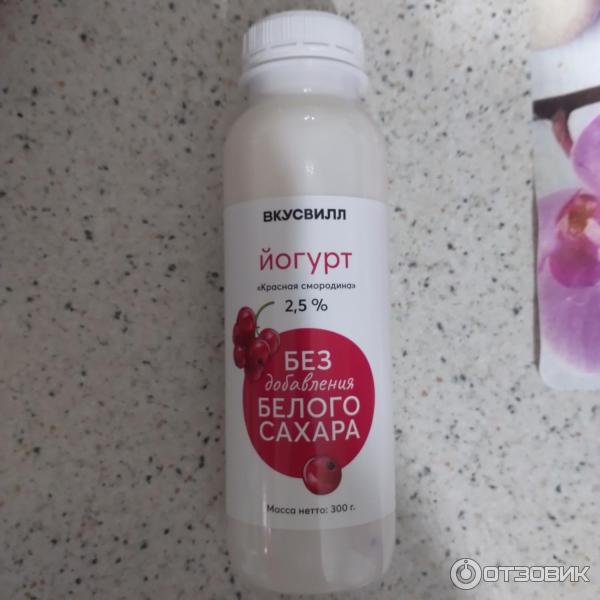 ВКУСВИЛЛ
йогурт
«Красная смородина»
2,5 %
БЕЗ
добавления
БЕЛОГО
САХАРА
Масса нетто: 300 г.
ОТЗОВИК